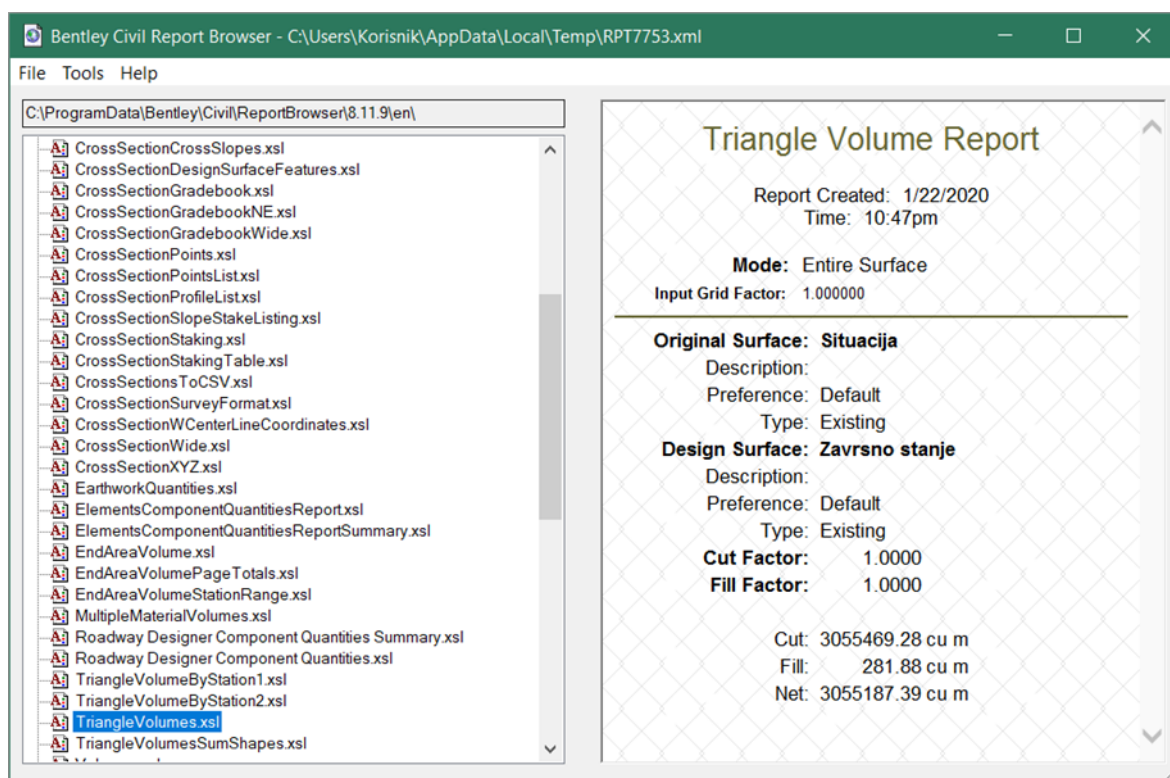 Bentley Civil Report Browser - C:\Users\Korisnik\AppData\Local\Temp\RPT7753.xml
File Tools Help
C:\ProgramData\Bentley\Civil\ReportBrowser\8.11.9\en\
CrossSectionCrossSlopes.xsl
CrossSectionDesignSurfaceFeatures.xsl
CrossSectionGradebook.xsl
CrossSectionGradebookNE.xsl
CrossSectionGradebookWide.xsl
CrossSectionPoints.xsl
CrossSectionPointsList.xsl
CrossSectionProfileList.xsl
CrossSectionSlopeStakeListing.xsl
CrossSectionStaking.xsl
CrossSectionStakingTable.xsl
CrossSectionsToCSV.xsl
CrossSectionSurveyFormat.xsl
CrossSectionWCenterLineCoordinates.xsl
CrossSectionWide.xsl
CrossSectionXYZ.xsl
EarthworkQuantities.xsl
ElementsComponentQuantitiesReport.xsl
ElementsComponentQuantitiesReportSummary.xsl
EndAreaVolume.xsl
EndAreaVolumePageTotals.xsl
EndAreaVolumeStationRange.xsl
MultipleMaterialVolumes.xsl
Roadway Designer Component Quantities Summary.xsl
Roadway Designer Component Quantities.xsl
TriangleVolumeByStation1.xsl
TriangleVolumeByStation2.xsl
TriangleVolumes.xsl
TriangleVolumesSumShapes.xsl
Triangle Volume Report
Report Created: 1/22/2020
Time: 10:47pm
Mode: Entire Surface
Input Grid Factor: 1.000000
Original Surface: Situacija
Description:
Preference: Default
Type: Existing
Design Surface: Zavrsno stanje
Description:
Preference: Default
Type: Existing
Cut Factor: 1.0000
Fill Factor: 1.0000
Cut: 3055469.28 cu m
Fill: 281.88 cu m
Net: 3055187.39 cu m